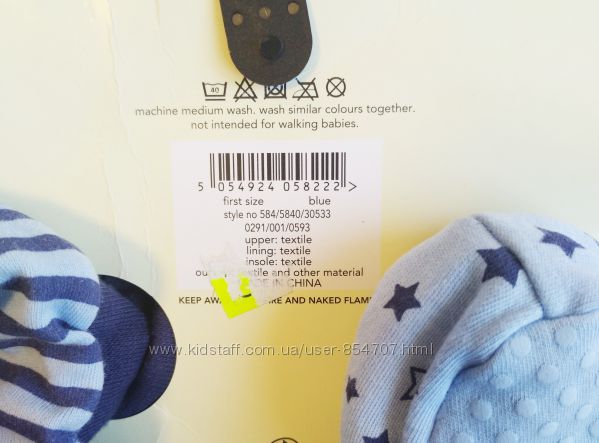 40
machine medium wash. wash similar colours together.
not intended for walking babies.
5 054924 058222 >
first size blue
style no 584/5840/30533
0291/001/0593
upper: textile
lining: textile
insole: textile
textile and other material
IN CHINA
KEEP AND NAKED
www.kidstaff.com.ua/user-854707.html